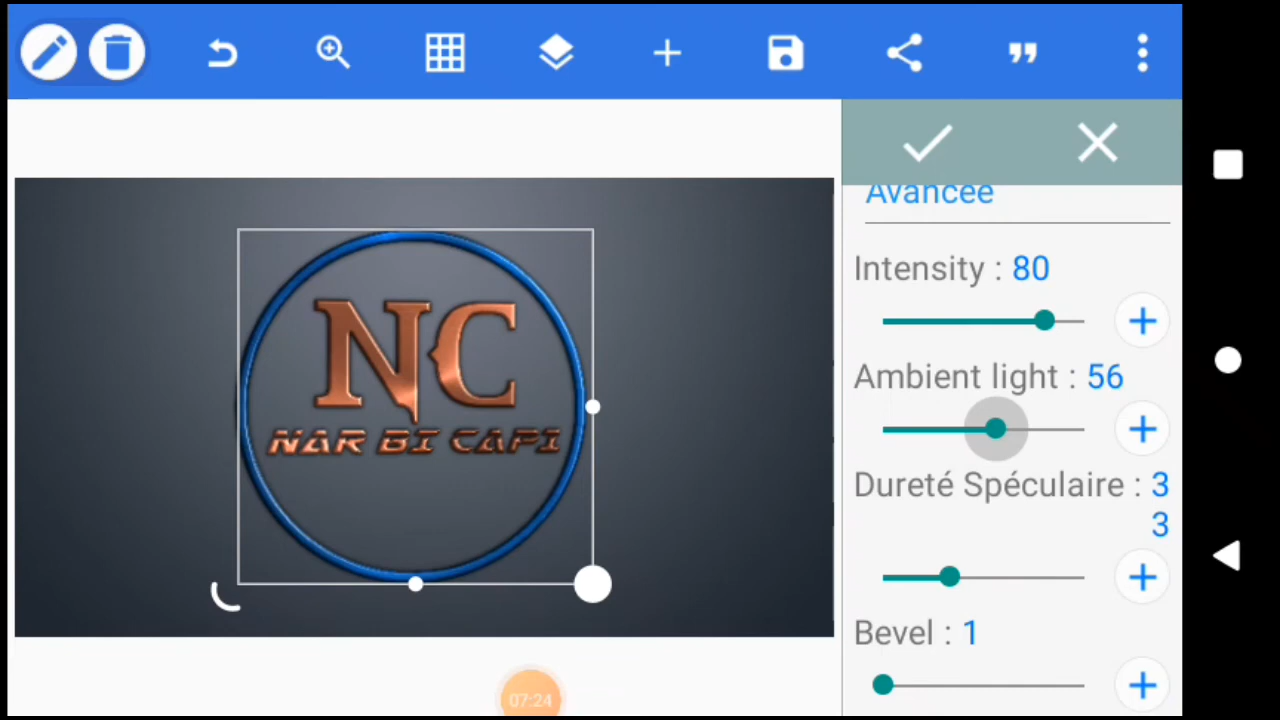 Avancée
Intensity : 80
Ambient light : 56
Dureté Spéculaire : 3
3
Bevel : 1
NC
NAR BI CAPI
07:24